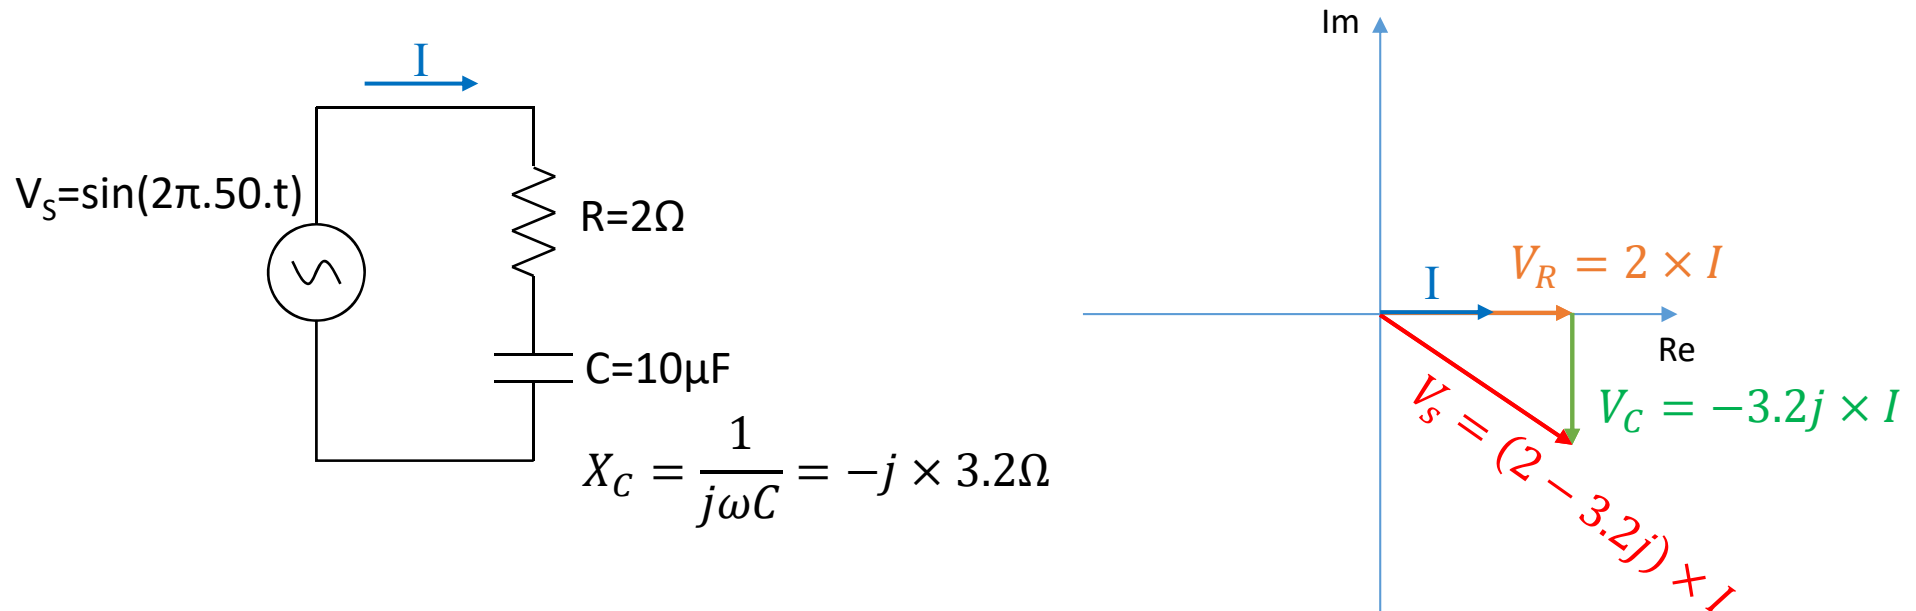 I
V_S=sin(2π.50.t)
R=2Ω
C=10µF
X_C = 1/jωC = −j × 3.2Ω
Im
I
V_R = 2 × I
Re
V_C = −3.2j × I
V_s = (2 − 3.2j) × I